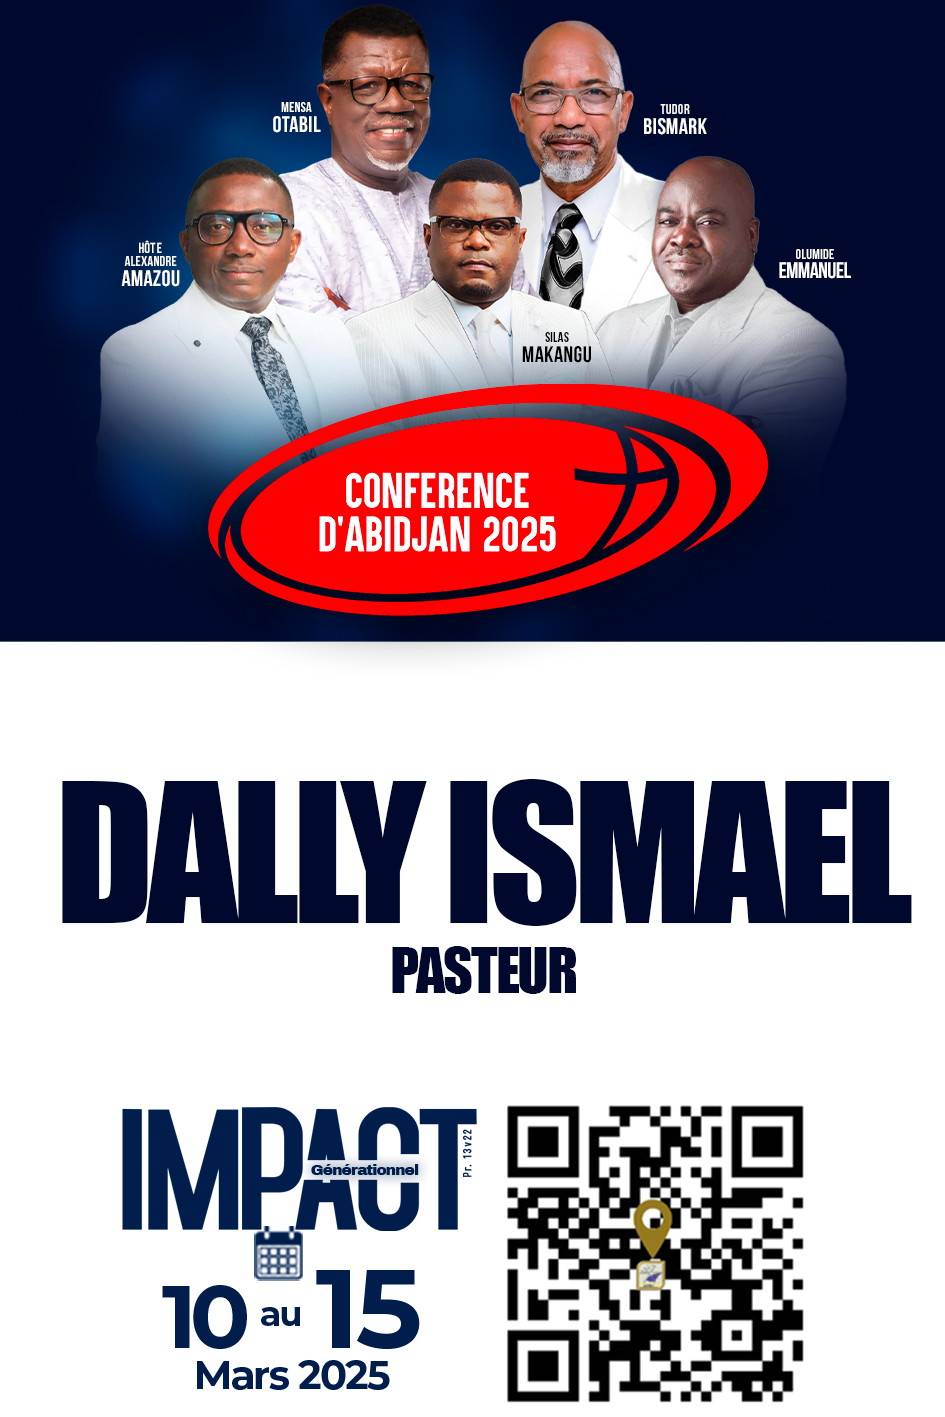 MENSA
OTABIL
TUDOR
BISMARK
HÔTE
ALEXANDRE
AMAZOU
OLUMIDE
EMMANUEL
SILAS
MAKANGU
CONFERENCE
D'ABIDJAN 2025
DALLY ISMAEL
PASTEUR
IMPACT
Générationnel
Pr. 13v22
10 au 15
Mars 2025